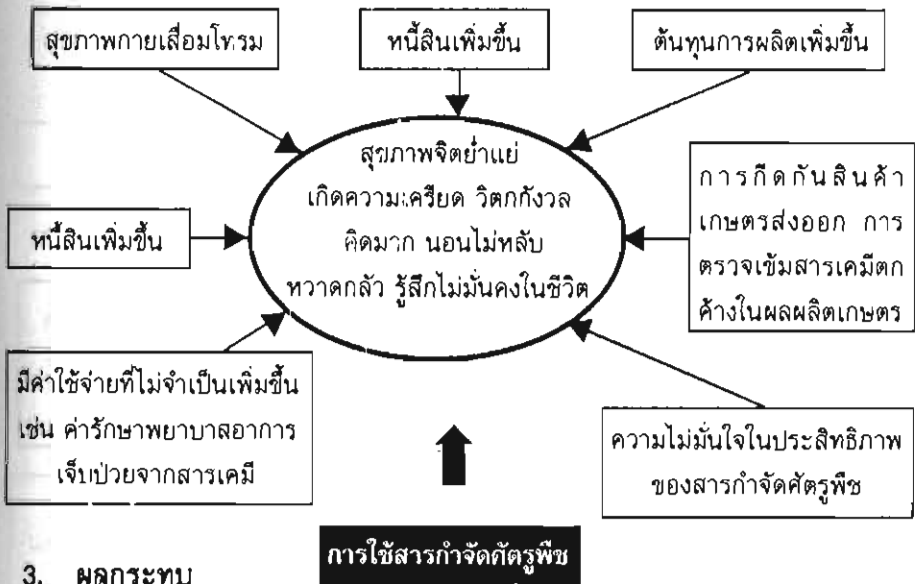 สุขภาพกายเสื่อมโทรม
หนี้สินเพิ่มขึ้น
ต้นทุนการผลิตเพิ่มขึ้น
สุขภาพจิตย่ำแย่
เกิดความเครียด วิตกกังวล
คิดมาก นอนไม่หลับ
หวาดกลัว รู้สึกไม่มั่นคงในชีวิต
หนี้สินเพิ่มขึ้น
การกีดกันสินค้า
เกษตรส่งออก การ
ตรวจเข้มสารเคมีตก
ค้างในผลผลิตเกษตร
มีค่าใช้จ่ายที่ไม่จำเป็นเพิ่มขึ้น
เช่น ค่ารักษาพยาบาลอาการ
เจ็บป่วยจากสารเคมี
ความไม่มั่นใจในประสิทธิภาพ
ของสารกำจัดศัตรูพืช
การใช้สารกำจัดศัตรูพืช
3. ผลกระทบ